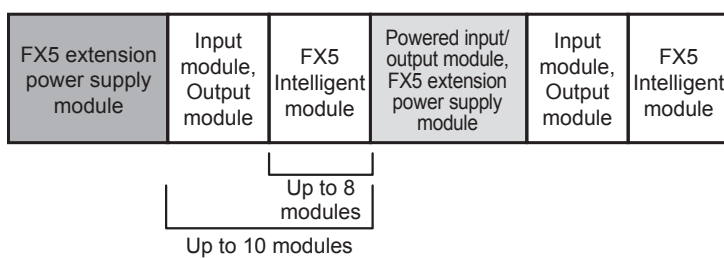 FX5 extension
power supply
module
Input
module,
Output
module
FX5
Intelligent
module
Powered input/
output module,
FX5 extension
power supply
module
Input
module,
Output
module
FX5
Intelligent
module
Up to 8
modules
Up to 10 modules